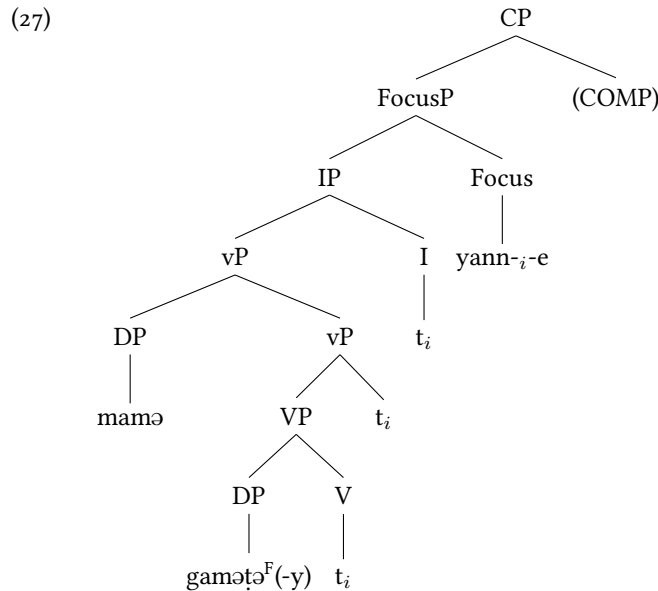 (27) CP
FocusP (COMP)
IP Focus
vP I yann-ᵢ-e
DP vP tᵢ
mamə VP tᵢ
DP V
gaməṭəᶠ(-y) tᵢ